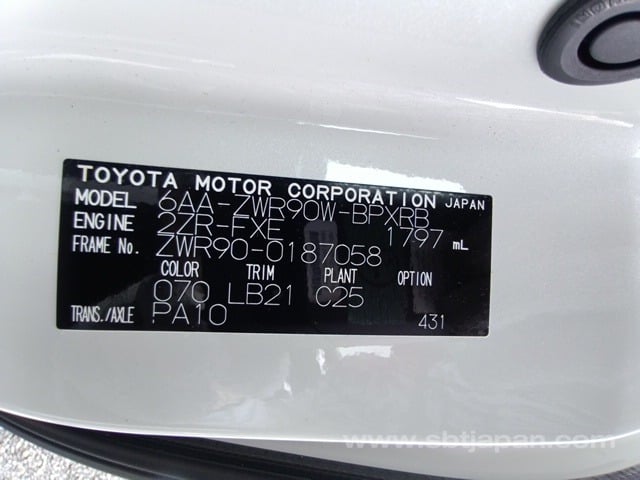 TOYOTA MOTOR CORPORATION JAPAN
MODEL 6AA-ZWR90W-BPXRB
ENGINE 2ZR-FXE 1797 mL
FRAME No. ZWR90-0187058
COLOR TRIM PLANT OPTION
070 LB21 C25
TRANS./AXLE PA10 431
www.sbtjapan.com